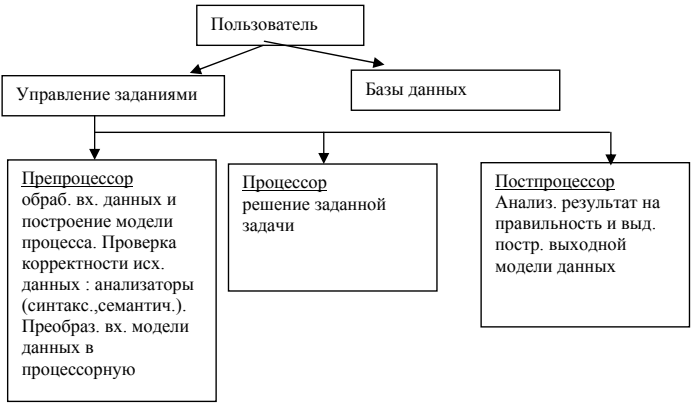 Пользователь
Управление заданиями
Базы данных
Препроцессор
обраб. вх. данных и
построение модели
процесса. Проверка
корректности исх.
данных : анализаторы
(синтакс.,семантич.).
Преобраз. вх. модели
данных в
процессорную
Процессор
решение заданной
задачи
Постпроцессор
Анализ. результат на
правильность и выд.
постр. выходной
модели данных